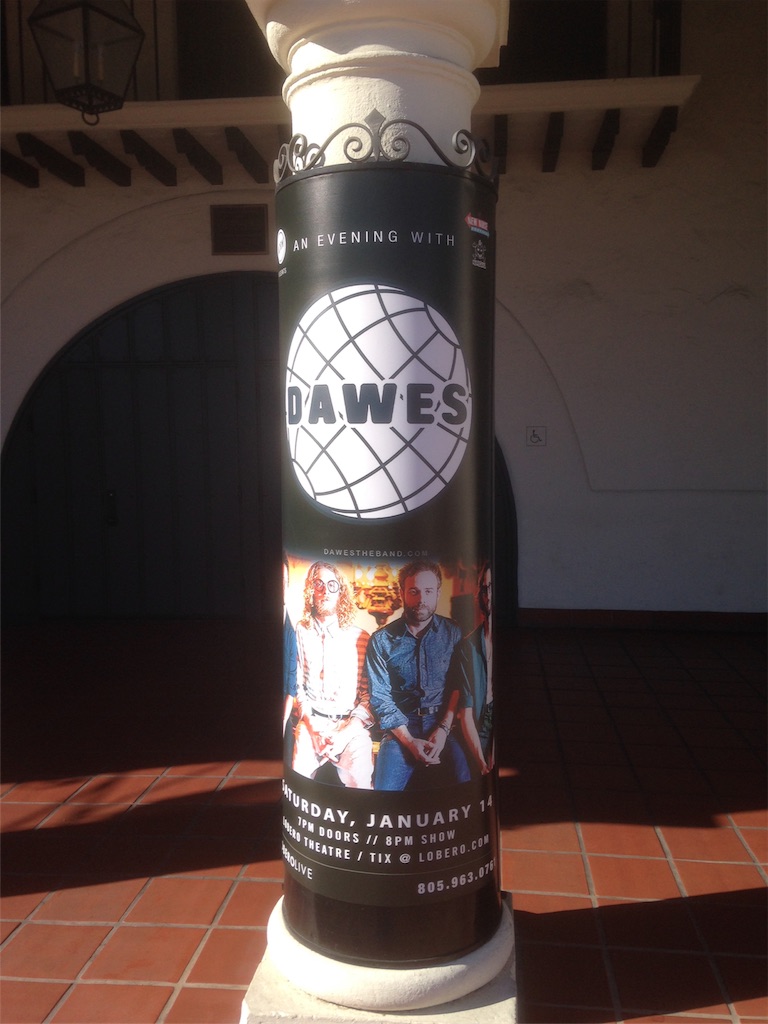 AN EVENING WITH
DAWES
DAWESTHEBAND.COM
SATURDAY, JANUARY 14
7PM DOORS // 8PM SHOW
LOBERO THEATRE / TIX @ LOBERO.COM
LOBEROLIVE
805.963.076